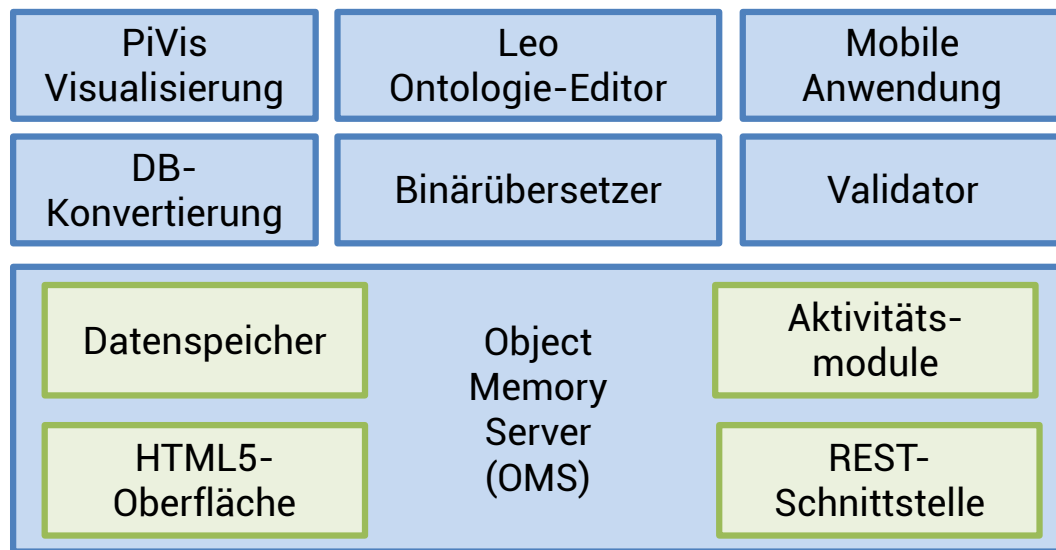 PiVis
Visualisierung
Leo
Ontologie-Editor
Mobile
Anwendung
DB-
Konvertierung
Binärübersetzer
Validator
Datenspeicher
Object
Memory
Server
(OMS)
Aktivitäts-
module
HTML5-
Oberfläche
REST-
Schnittstelle